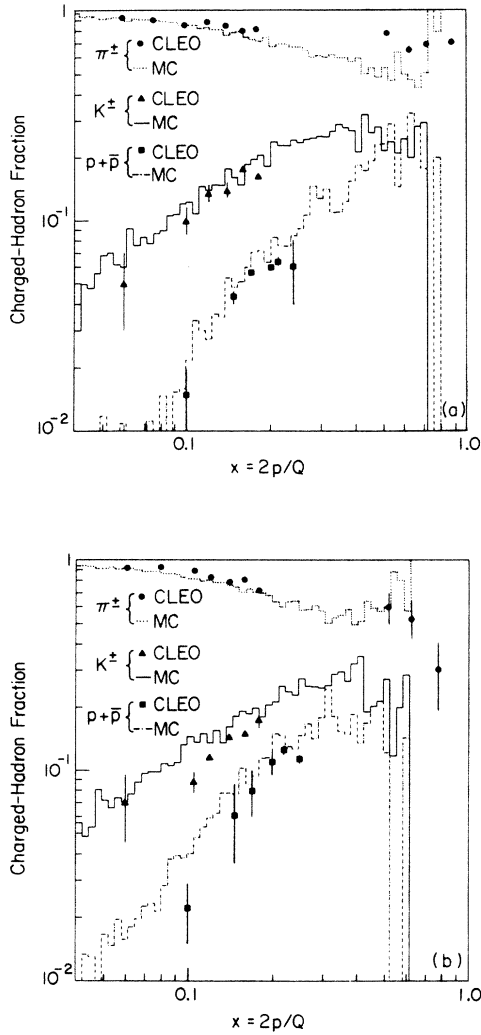 1
π± { ● CLEO
MC
K± { ▲ CLEO
— MC
p+p̄ { ■ CLEO
MC
10⁻¹
10⁻²
Charged-Hadron Fraction
(a)
0.1
1.0
x = 2p/Q
1
π± { ● CLEO
MC
K± { ▲ CLEO
— MC
p+p̄ { ■ CLEO
MC
10⁻¹
10⁻²
Charged-Hadron Fraction
(b)
0.1
1.0
x = 2p/Q